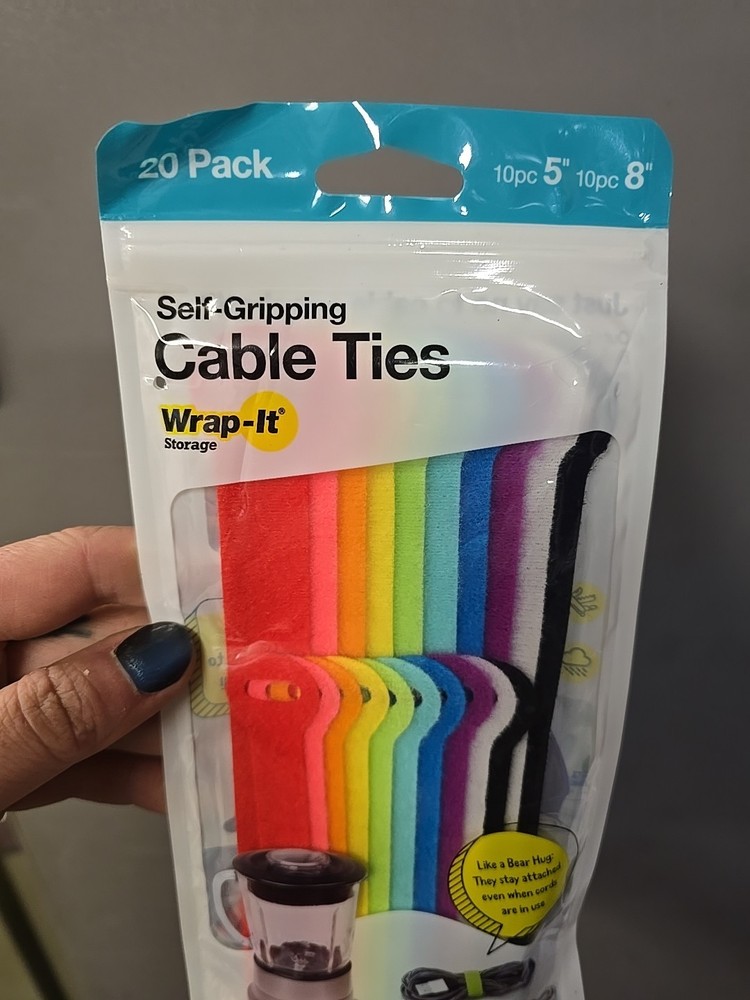 20 Pack
10pc 5" 10pc 8"
Self-Gripping
Cable Ties
Wrap-It®
Storage
Like a Bear Hug:
They stay attached
even when cords
are in use